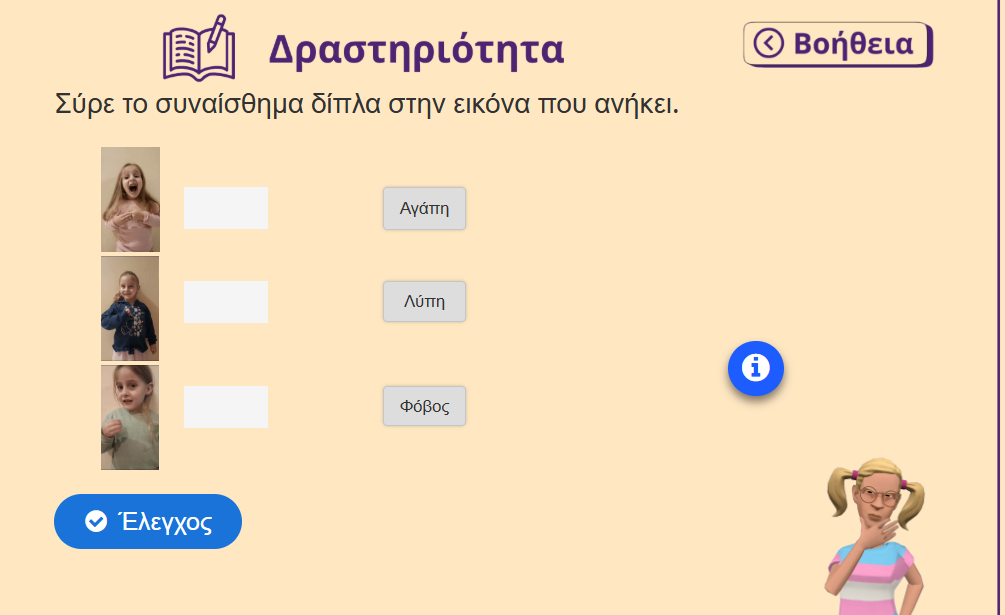 Δραστηριότητα
Βοήθεια
Σύρε το συναίσθημα δίπλα στην εικόνα που ανήκει.
Αγάπη
Λύπη
Φόβος
Έλεγχος